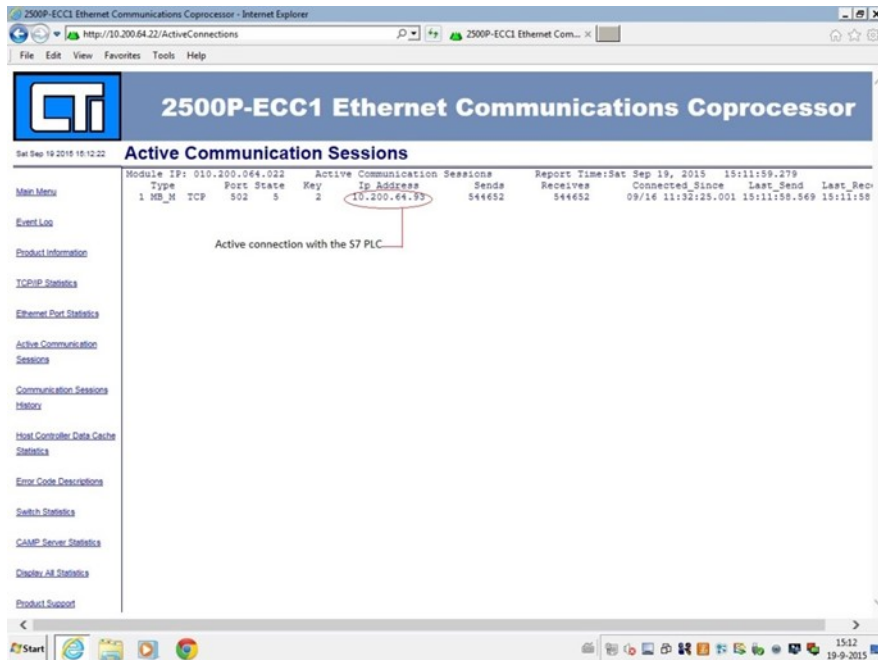 2500P-ECC1 Ethernet Communications Coprocessor - Internet Explorer
http://10.200.64.22/ActiveConnections
2500P-ECC1 Ethernet Com... ×
File Edit View Favorites Tools Help
CTI
2500P-ECC1 Ethernet Communications Coprocessor
Sat Sep 19 2015 15:12:22
Active Communication Sessions
Module IP: 010.200.064.022 Active Communication Sessions Report Time:Sat Sep 19, 2015 15:11:59.279
Type Port State Key Ip Address Sends Receives Connected_Since Last_Send Last_Rec
1 MB_M TCP 502 5 2 10.200.64.93 544652 544652 09/16 11:32:25.001 15:11:58.569 15:11:58
Active connection with the S7 PLC
Main Menu
Event Log
Product Information
TCP/IP Statistics
Ethernet Port Statistics
Active Communication
Sessions
Communication Sessions
History
Host Controller Data Cache
Statistics
Error Code Descriptions
Switch Statistics
CAMP Server Statistics
Display All Statistics
Product Support
Start
15:12
19-9-2015